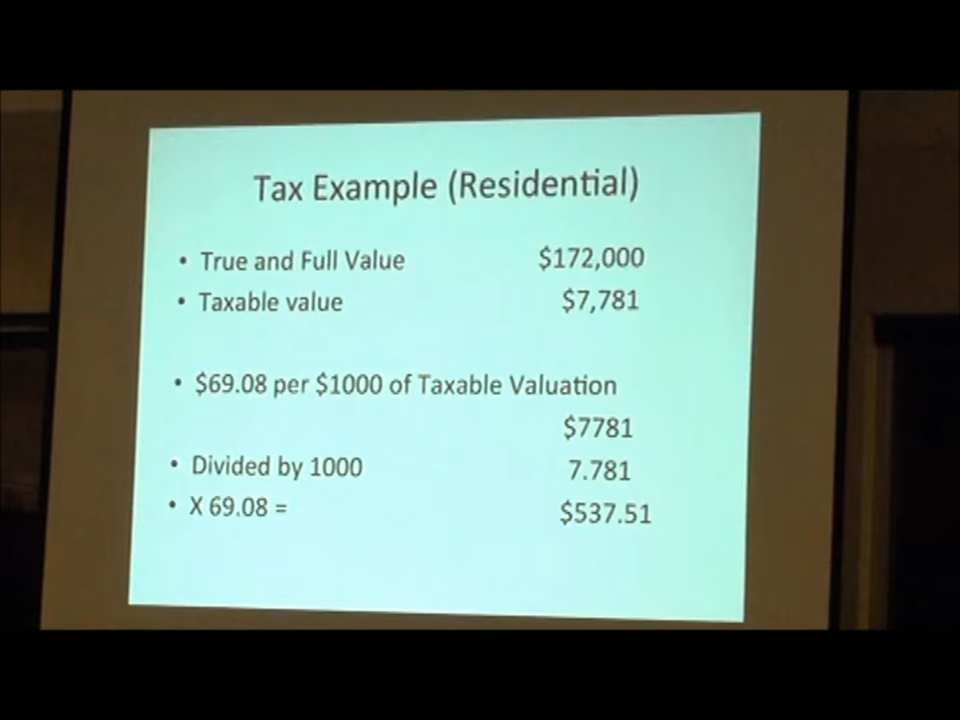 Tax Example (Residential)
• True and Full Value $172,000
• Taxable value $7,781
• $69.08 per $1000 of Taxable Valuation
$7781
• Divided by 1000 7.781
• X 69.08 = $537.51